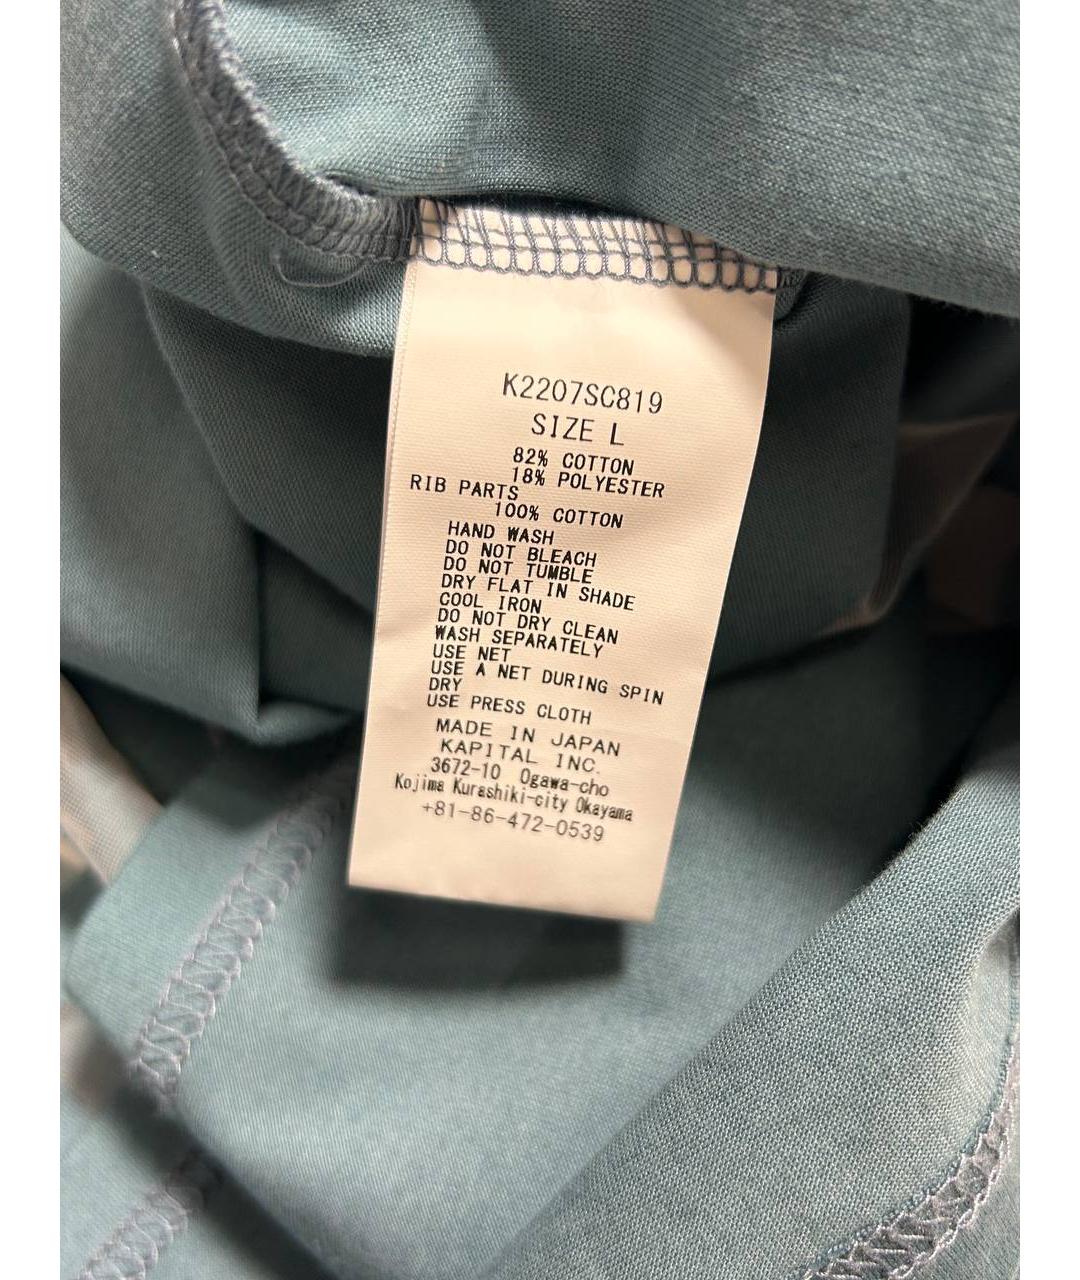 K2207SC819
SIZE L
82% COTTON
18% POLYESTER
RIB PARTS
100% COTTON
HAND WASH
DO NOT BLEACH
DO NOT TUMBLE
DRY FLAT IN SHADE
COOL IRON
DO NOT DRY CLEAN
WASH SEPARATELY
USE NET
USE A NET DURING SPIN
DRY
USE PRESS CLOTH
MADE IN JAPAN
KAPITAL INC.
3672-10 Ogawa-cho
Kojima Kurashiki-city Okayama
+81-86-472-0539